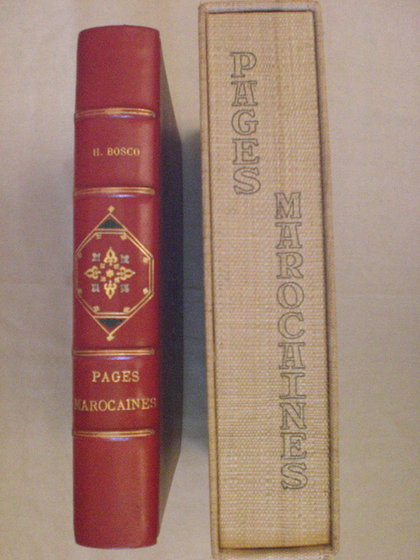 H. BOSCO
PAGES
MAROCAINES
PAGES
MAROCAINES